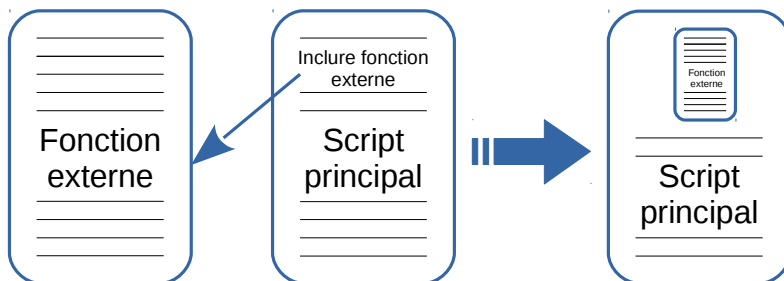 Fonction
externe
Inclure fonction
externe
Script
principal
Fonction
externe
Script
principal